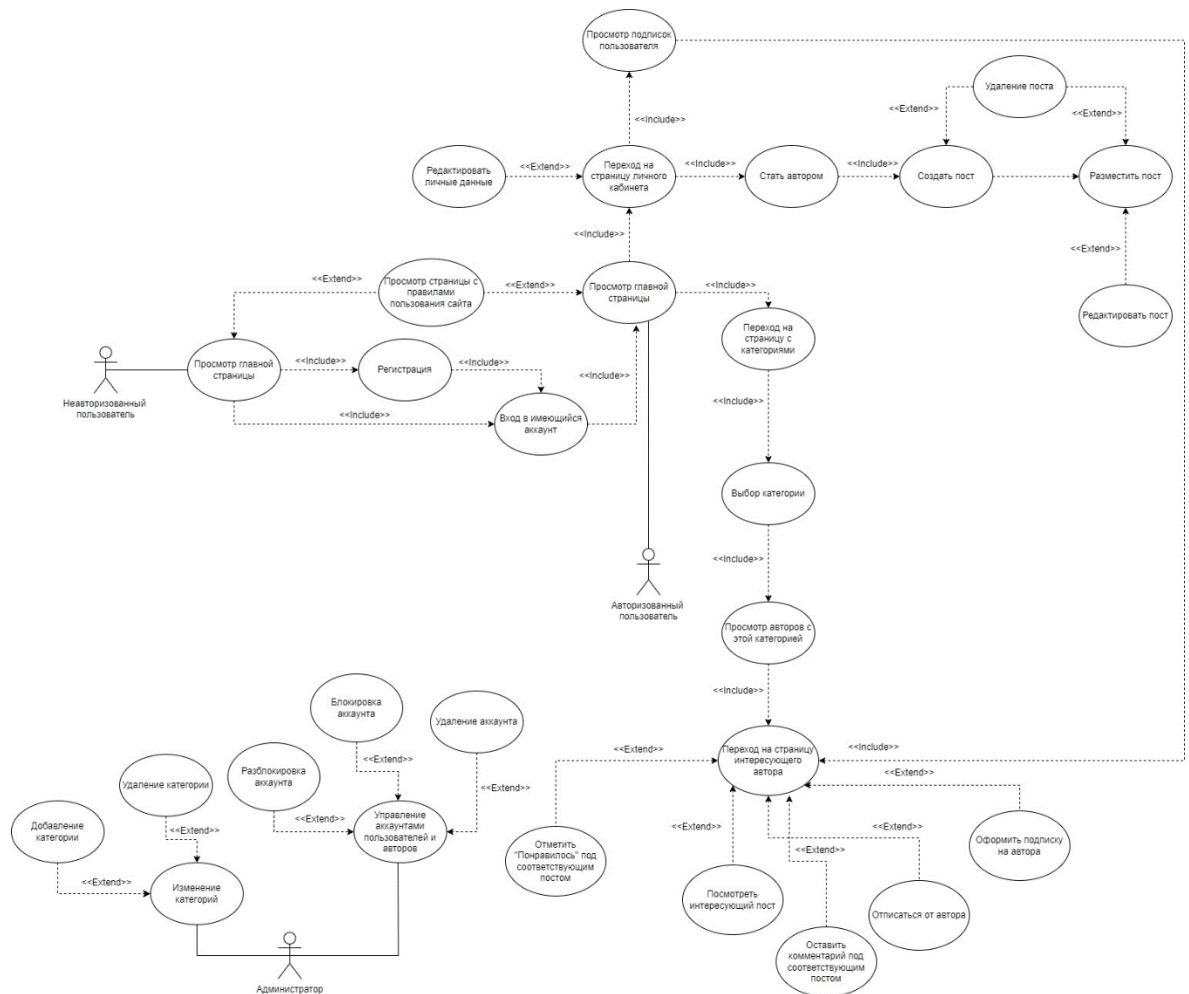 Просмотр подписок
пользователя
<<Include>>
Удаление поста
<<Extend>>
<<Extend>>
Редактировать
личные данные
<<Extend>>
Переход на
страницу личного
кабинета
<<Include>>
Стать автором
<<Include>>
Создать пост
Разместить пост
<<Include>>
<<Extend>>
<<Extend>>
Просмотр страницы с
правилами
пользования сайта
<<Extend>>
Просмотр главной
страницы
<<Include>>
Редактировать пост
Переход на
страницу с
категориями
Неавторизованный
пользователь
Просмотр главной
страницы
<<Include>>
Регистрация
<<Include>>
<<Include>>
<<Include>>
Вход в имеющийся
аккаунт
<<Include>>
Выбор категории
<<Include>>
Авторизованный
пользователь
Просмотр авторов с
этой категорией
<<Include>>
Блокировка
аккаунта
Удаление аккаунта
Разблокировка
аккаунта
<<Extend>>
<<Extend>>
<<Extend>>
Управление
аккаунтами
пользователей и
авторов
Удаление категории
<<Extend>>
Добавление
категории
<<Extend>>
Изменение
категорий
Администратор
<<Extend>>
Переход на страницу
интересующего
автора
<<Include>>
<<Extend>>
Отметить
"Понравилось" под
соответствующим
постом
<<Extend>>
<<Extend>>
<<Extend>>
Оформить подписку
на автора
Посмотреть
интересующий пост
Отписаться от автора
Оставить
комментарий под
соответствующим
постом